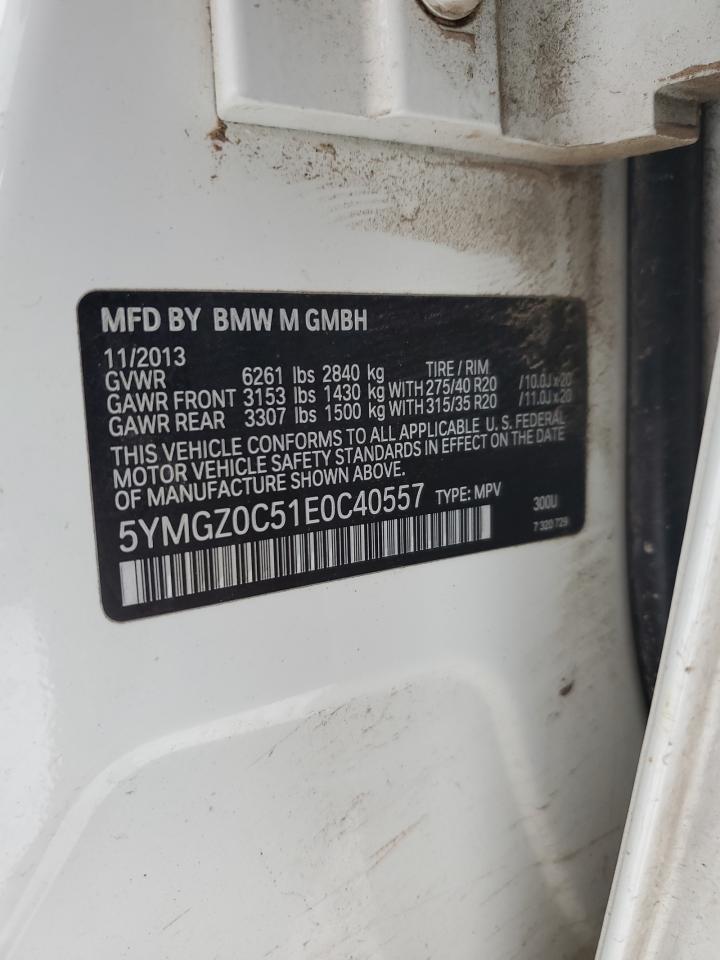 MFD BY BMW M GMBH
11/2013
GVWR 6261 lbs 2840 kg TIRE / RIM
GAWR FRONT 3153 lbs 1430 kg WITH 275/40 R20 /10.0J x 20
GAWR REAR 3307 lbs 1500 kg WITH 315/35 R20 /11.0J x 20
THIS VEHICLE CONFORMS TO ALL APPLICABLE U. S. FEDERAL
MOTOR VEHICLE SAFETY STANDARDS IN EFFECT ON THE DATE
OF MANUFACTURE SHOWN ABOVE.
5YMGZ0C51E0C40557 TYPE: MPV 300U
7 320 729